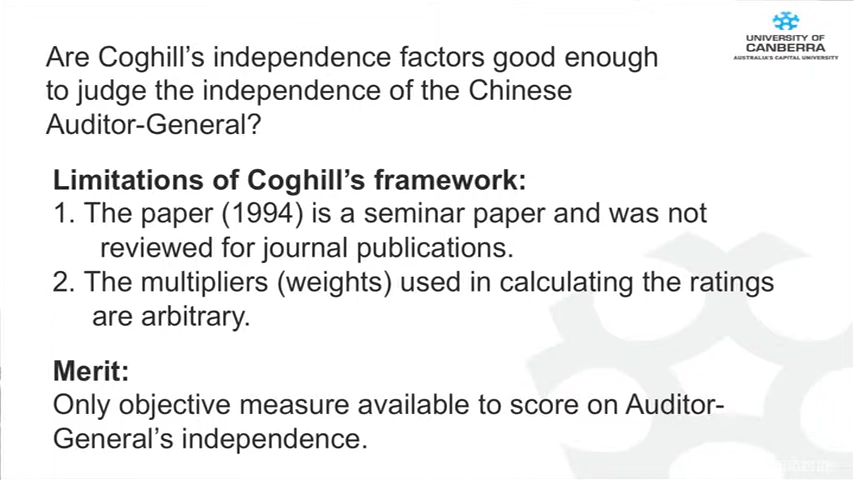 UNIVERSITY OF
CANBERRA
AUSTRALIA'S CAPITAL UNIVERSITY
Are Coghill's independence factors good enough
to judge the independence of the Chinese
Auditor-General?
Limitations of Coghill's framework:
1. The paper (1994) is a seminar paper and was not
reviewed for journal publications.
2. The multipliers (weights) used in calculating the ratings
are arbitrary.
Merit:
Only objective measure available to score on Auditor-
General's independence.